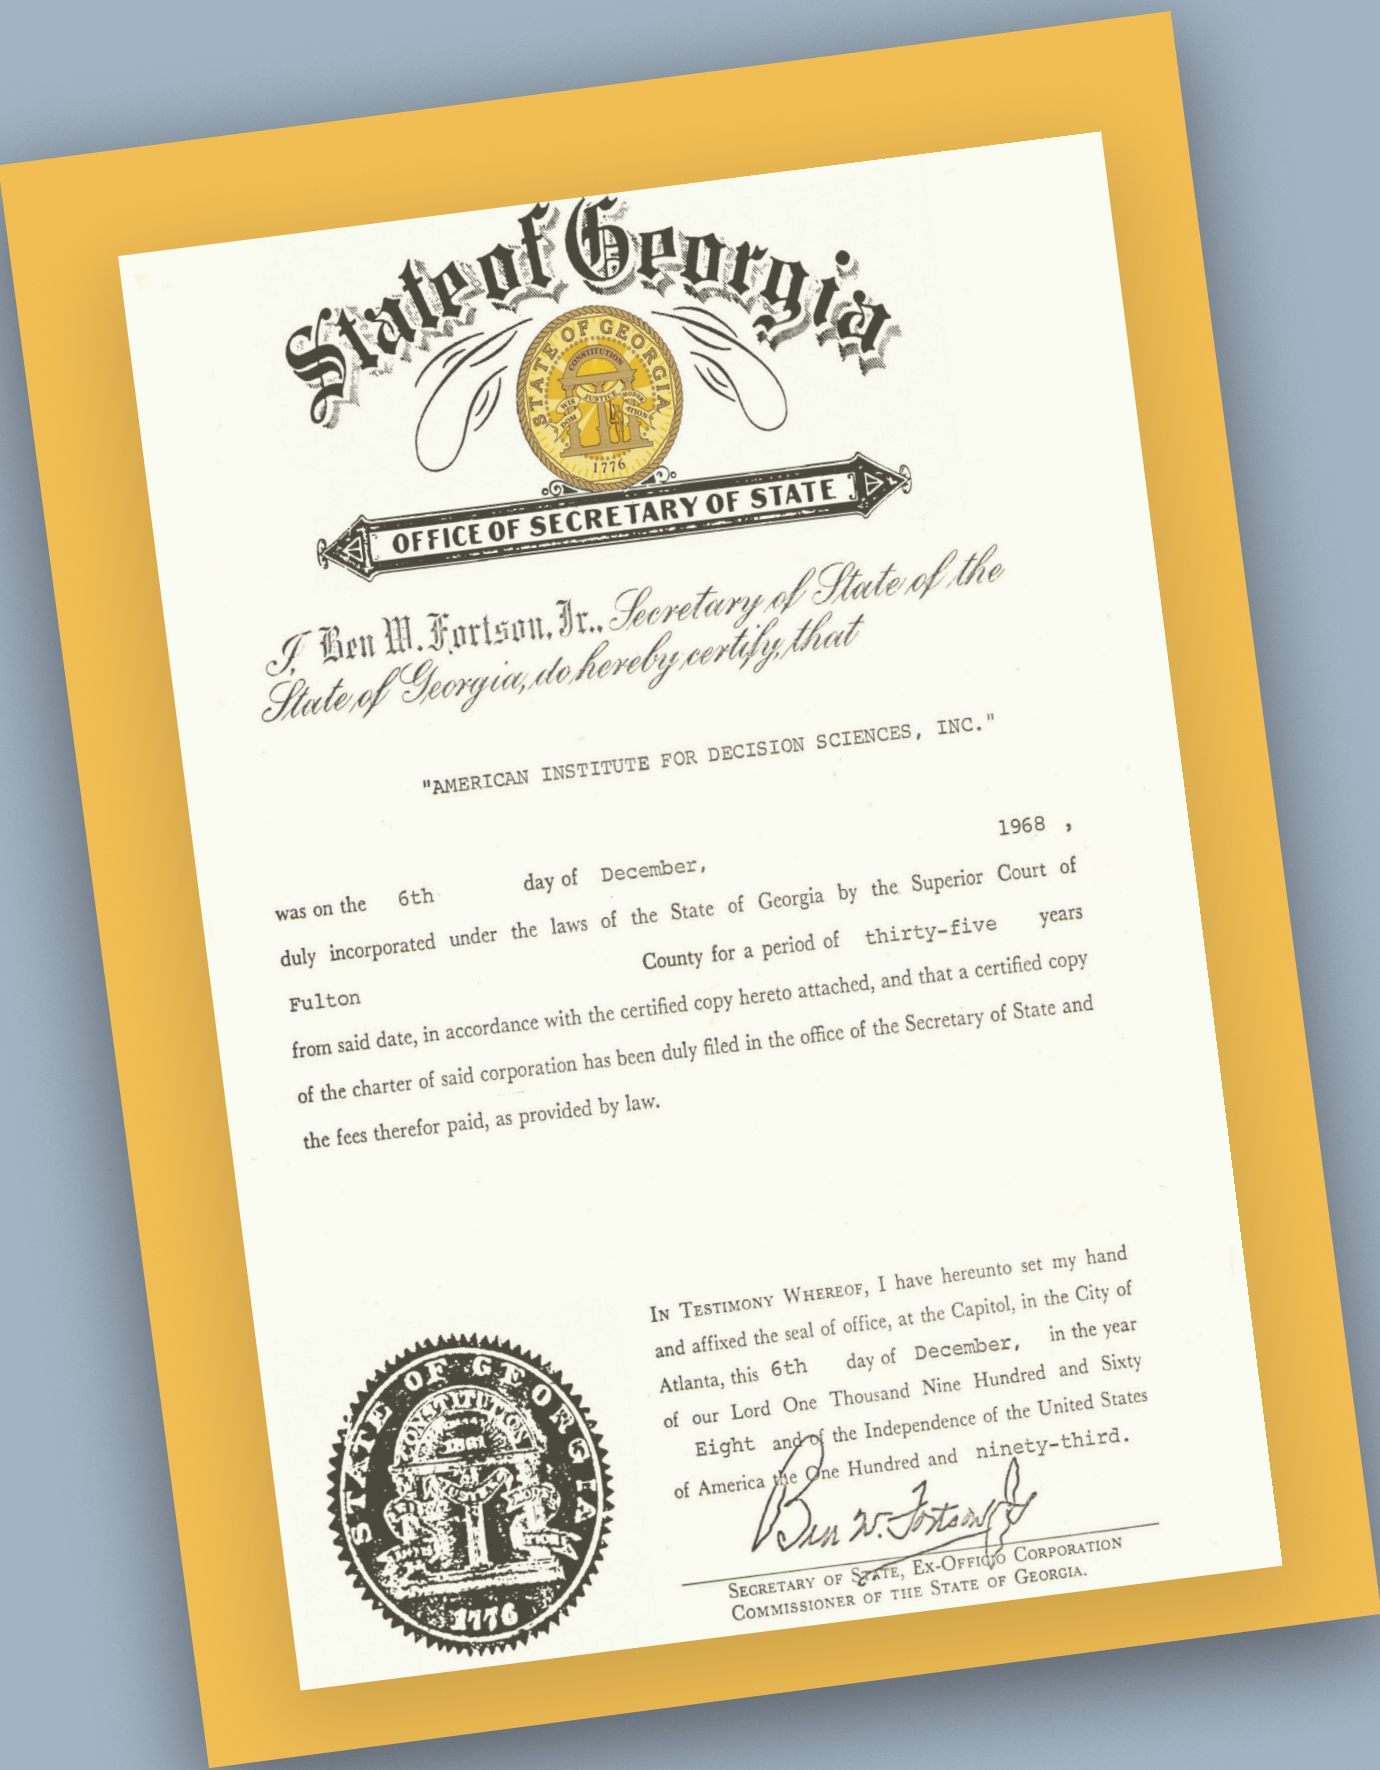 State of Georgia
STATE OF GEORGIA
CONSTITUTION
WIS DOM JUSTICE MODER ATION
1776
OFFICE OF SECRETARY OF STATE
I, Ben W. Fortson, Jr., Secretary of State of the
State of Georgia, do hereby certify, that
"AMERICAN INSTITUTE FOR DECISION SCIENCES, INC."
was on the 6th day of December, 1968 ,
duly incorporated under the laws of the State of Georgia by the Superior Court of
Fulton County for a period of thirty-five years
from said date, in accordance with the certified copy hereto attached, and that a certified copy
of the charter of said corporation has been duly filed in the office of the Secretary of State and
the fees therefor paid, as provided by law.
IN TESTIMONY WHEREOF, I have hereunto set my hand
and affixed the seal of office, at the Capitol, in the City of
Atlanta, this 6th day of December, in the year
of our Lord One Thousand Nine Hundred and Sixty
Eight and of the Independence of the United States
of America the One Hundred and ninety-third.
Ben W. Fortson Jr
SECRETARY OF STATE, EX-OFFICIO CORPORATION
COMMISSIONER OF THE STATE OF GEORGIA.
STATE OF GEORGIA
CONSTITUTION
1776